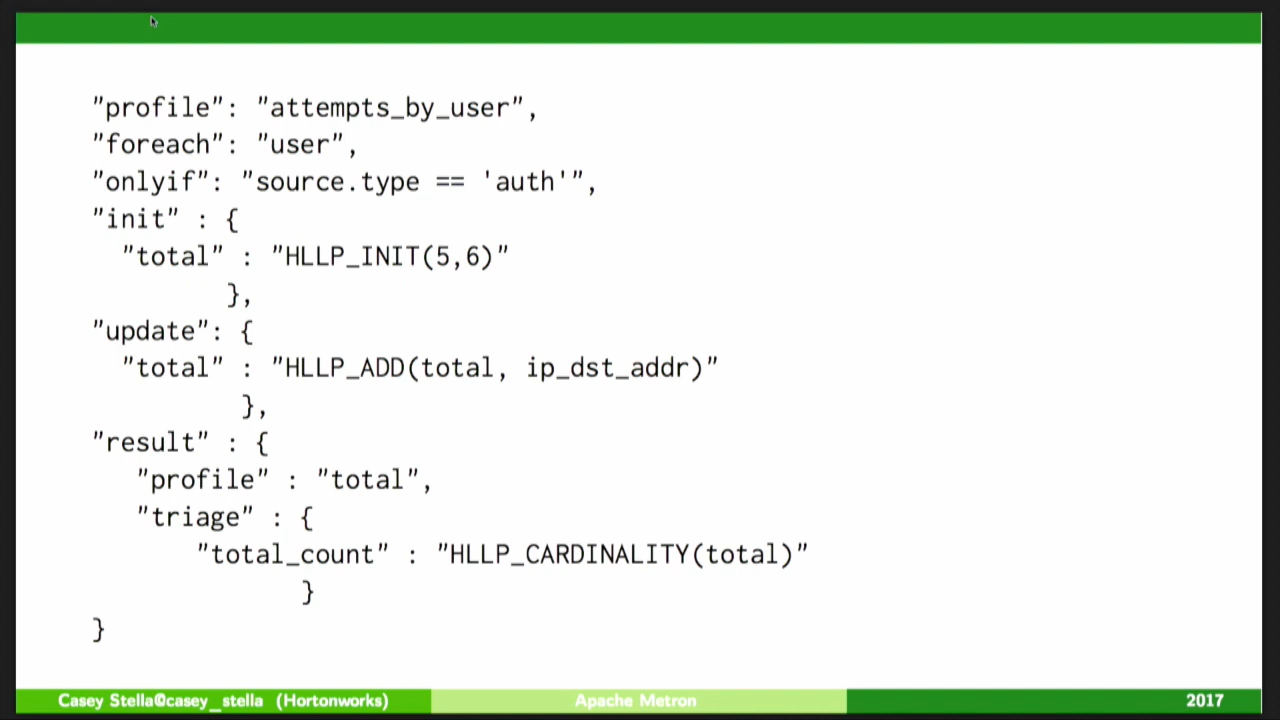 "profile": "attempts_by_user",
"foreach": "user",
"onlyif": "source.type == 'auth'",
"init" : {
"total" : "HLLP_INIT(5,6)"
},
"update": {
"total" : "HLLP_ADD(total, ip_dst_addr)"
},
"result" : {
"profile" : "total",
"triage" : {
"total_count" : "HLLP_CARDINALITY(total)"
}
}
Casey Stella@casey_stella (Hortonworks)
Apache Metron
2017